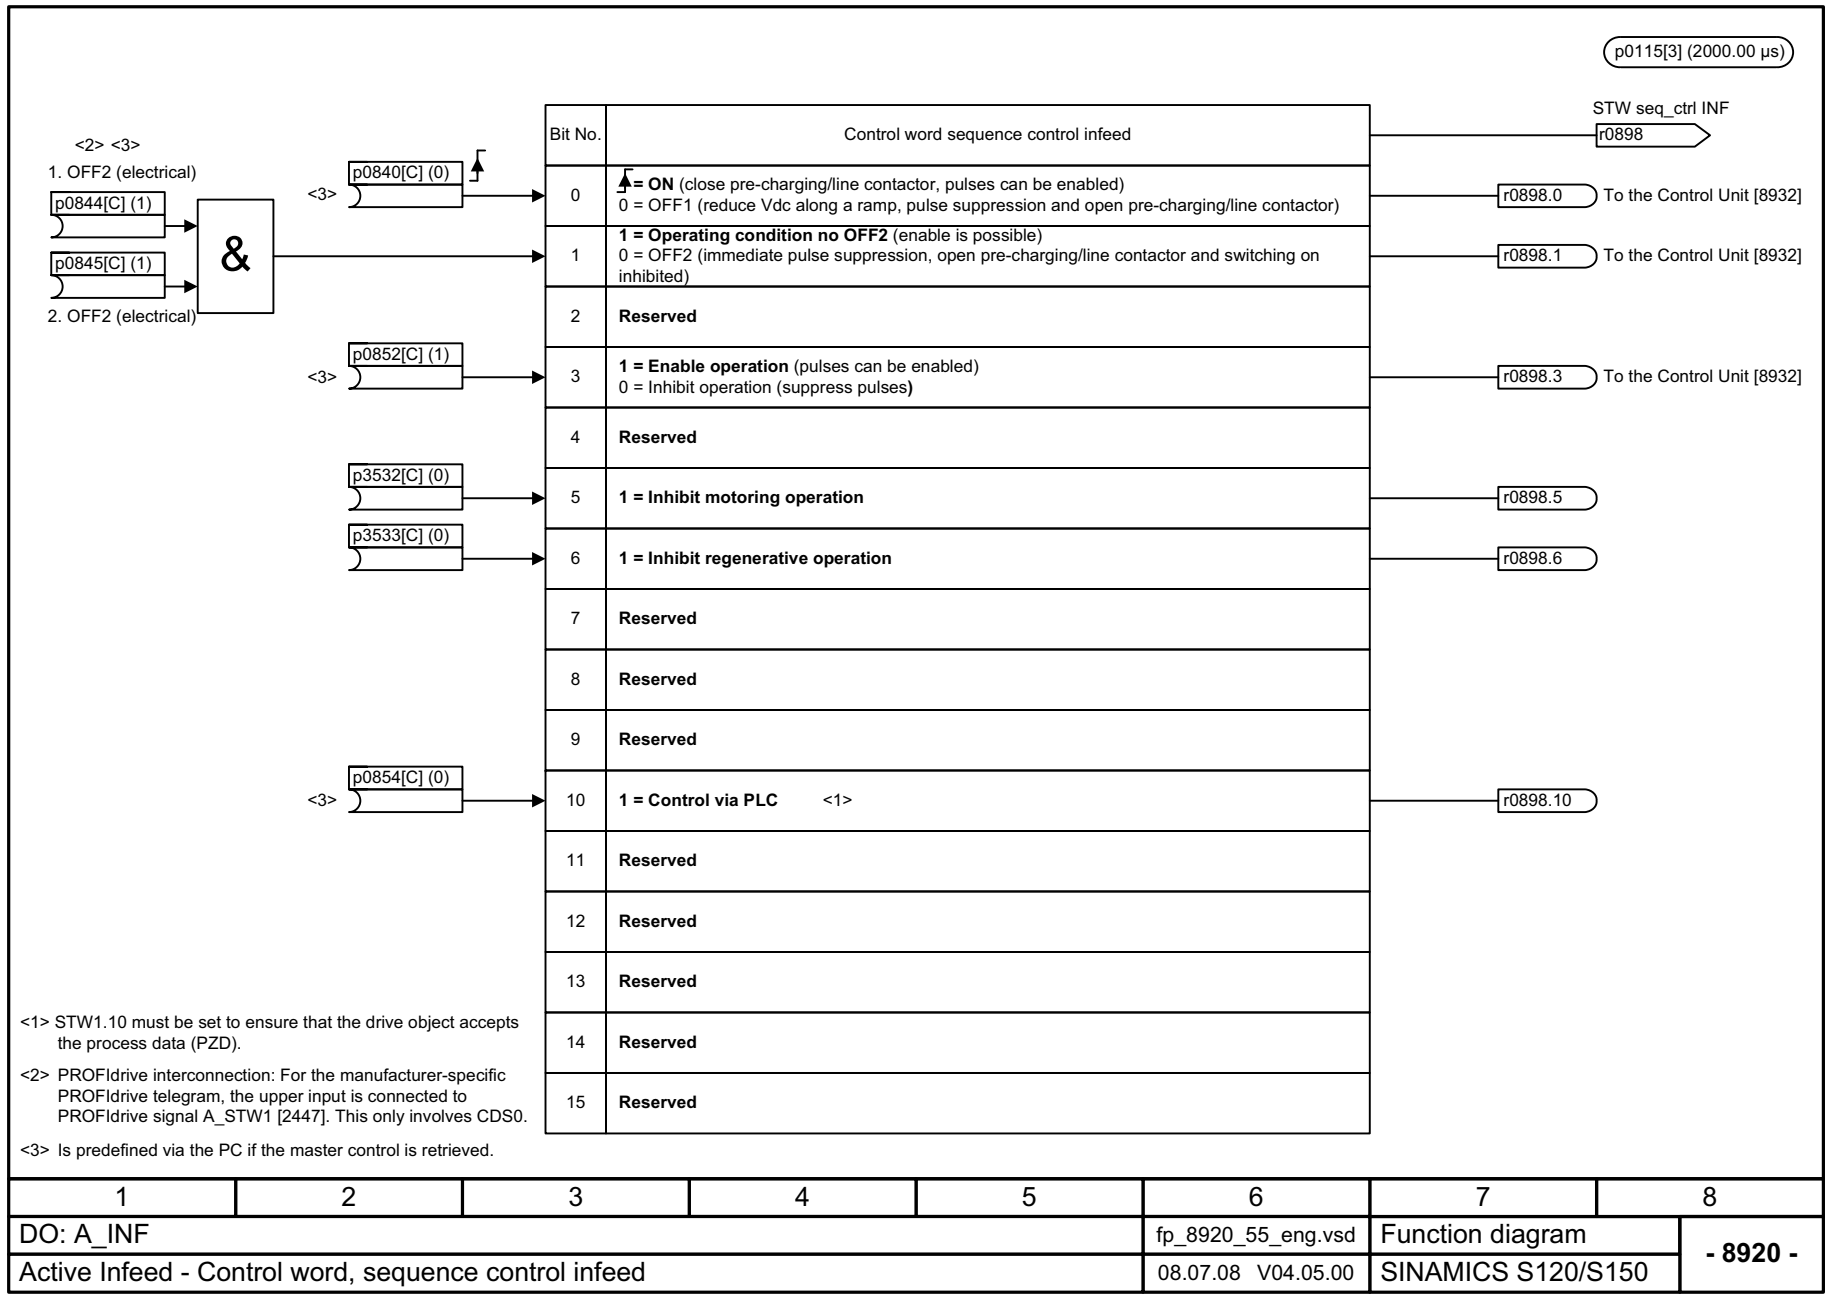 p0115[3] (2000.00 µs)
STW seq_ctrl INF
r0898
Bit No.
Control word sequence control infeed
<2> <3>
1. OFF2 (electrical)
p0844[C] (1)
p0845[C] (1)
&
2. OFF2 (electrical)
<3>
p0840[C] (0)
0
= ON (close pre-charging/line contactor, pulses can be enabled)
0 = OFF1 (reduce Vdc along a ramp, pulse suppression and open pre-charging/line contactor)
r0898.0
To the Control Unit [8932]
1
1 = Operating condition no OFF2 (enable is possible)
0 = OFF2 (immediate pulse suppression, open pre-charging/line contactor and switching on
inhibited)
r0898.1
To the Control Unit [8932]
2
Reserved
<3>
p0852[C] (1)
3
1 = Enable operation (pulses can be enabled)
0 = Inhibit operation (suppress pulses)
r0898.3
To the Control Unit [8932]
4
Reserved
p3532[C] (0)
5
1 = Inhibit motoring operation
r0898.5
p3533[C] (0)
6
1 = Inhibit regenerative operation
r0898.6
7
Reserved
8
Reserved
9
Reserved
<3>
p0854[C] (0)
10
1 = Control via PLC <1>
r0898.10
11
Reserved
12
Reserved
13
Reserved
14
Reserved
15
Reserved
<1> STW1.10 must be set to ensure that the drive object accepts
the process data (PZD).
<2> PROFIdrive interconnection: For the manufacturer-specific
PROFIdrive telegram, the upper input is connected to
PROFIdrive signal A_STW1 [2447]. This only involves CDS0.
<3> Is predefined via the PC if the master control is retrieved.
1 2 3 4 5 6 7 8
DO: A_INF
fp_8920_55_eng.vsd
Function diagram
- 8920 -
Active Infeed - Control word, sequence control infeed
08.07.08 V04.05.00
SINAMICS S120/S150